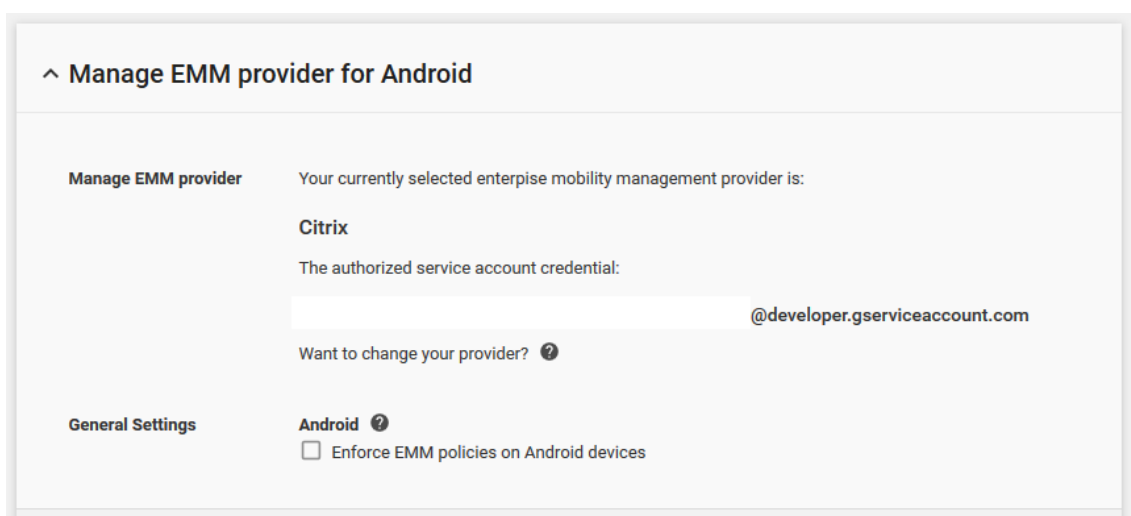 Manage EMM provider for Android
Manage EMM provider
Your currently selected enterpise mobility management provider is:
Citrix
The authorized service account credential:
@developer.gserviceaccount.com
Want to change your provider?
General Settings
Android
Enforce EMM policies on Android devices